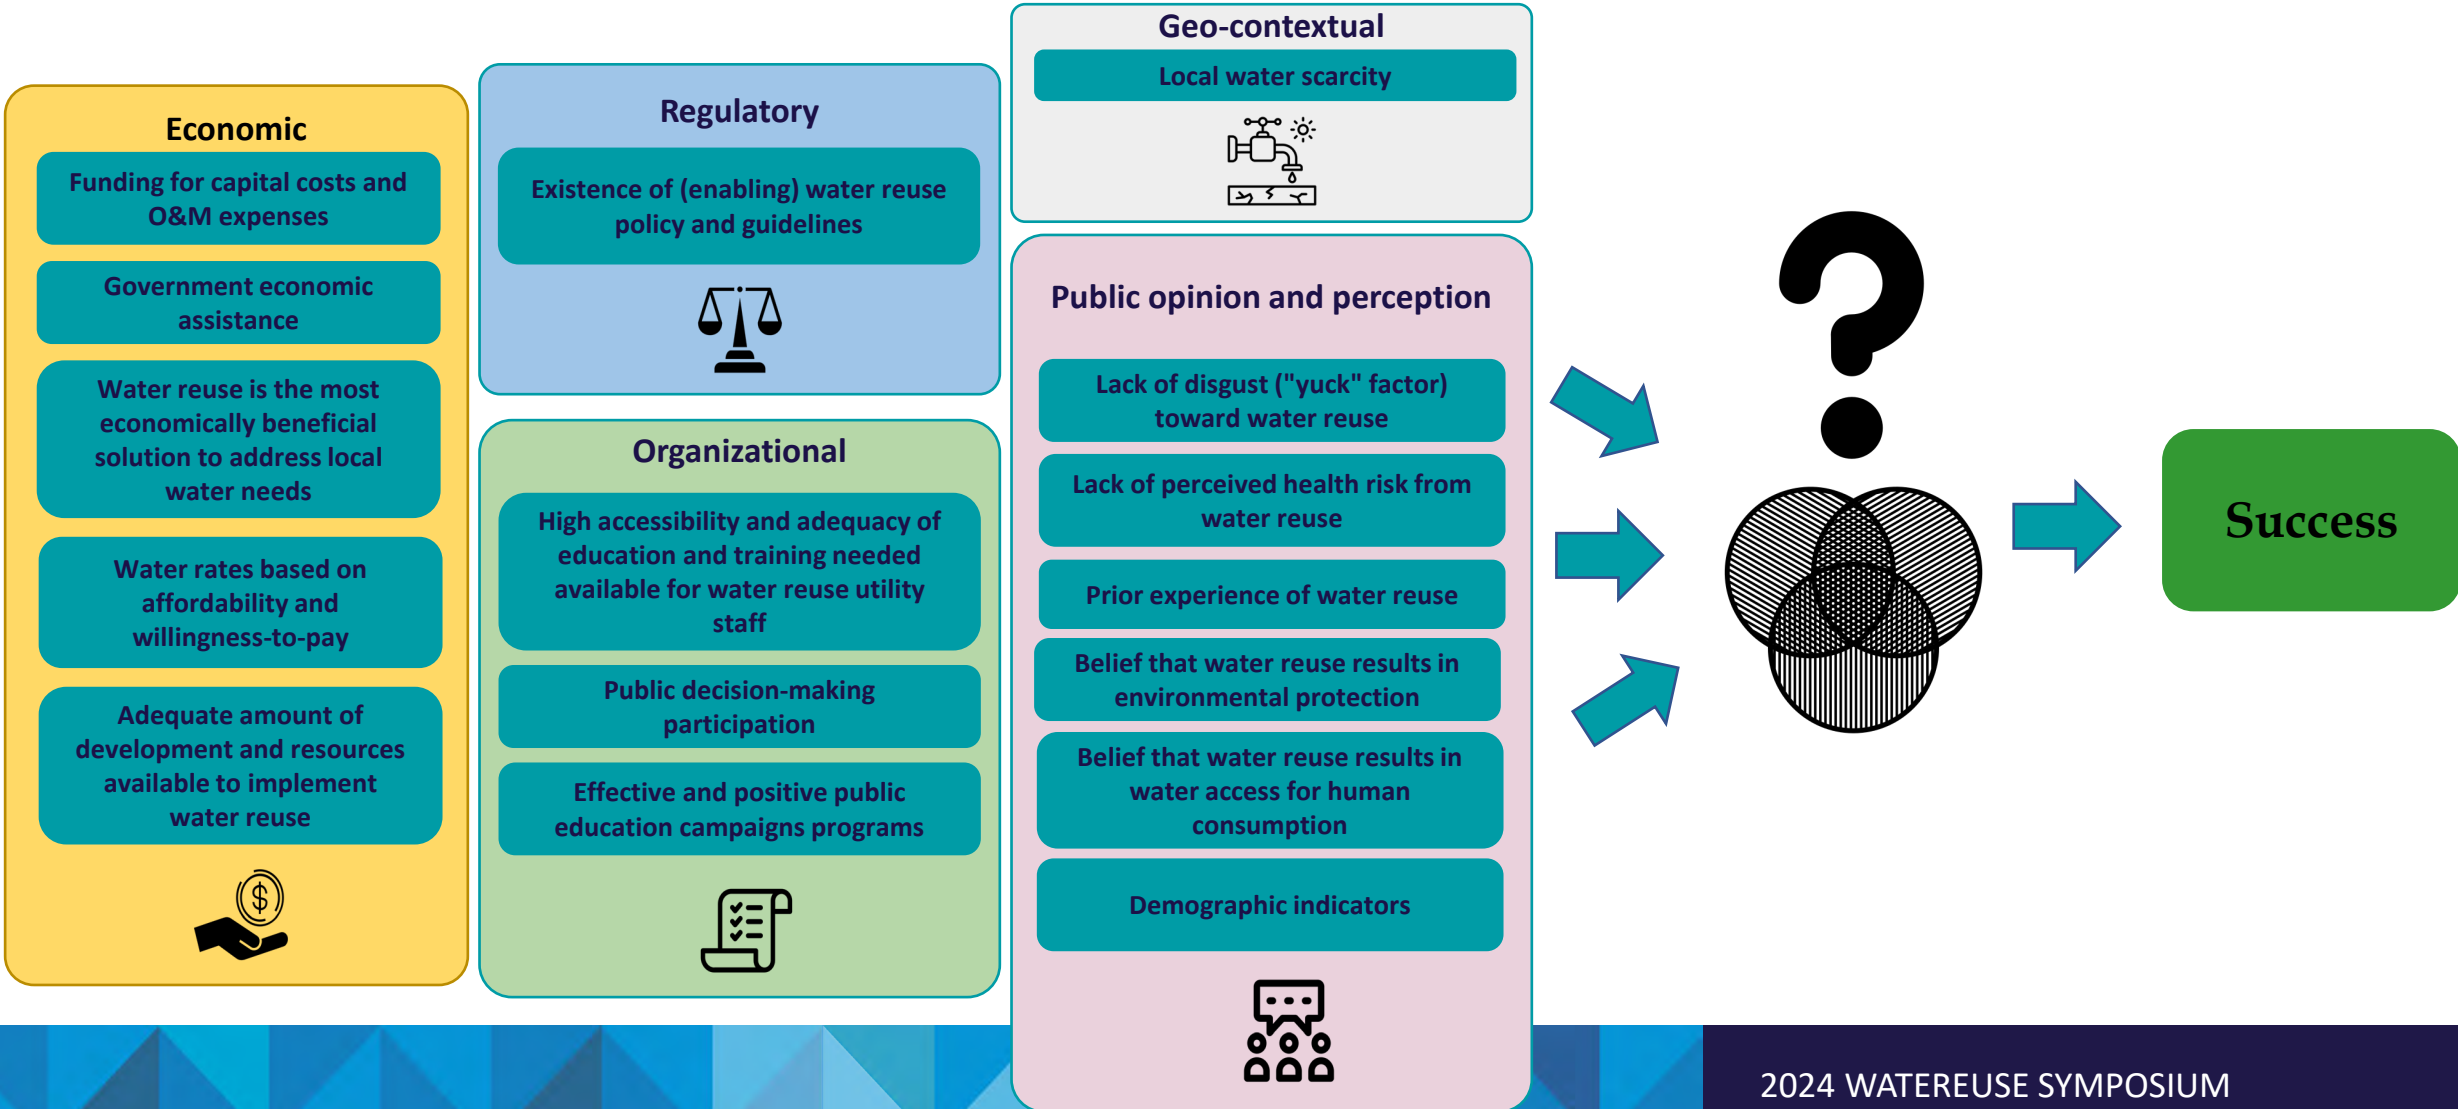 Economic
Funding for capital costs and
O&M expenses
Government economic
assistance
Water reuse is the most
economically beneficial
solution to address local
water needs
Water rates based on
affordability and
willingness-to-pay
Adequate amount of
development and resources
available to implement
water reuse
$
Regulatory
Existence of (enabling) water reuse
policy and guidelines
Organizational
High accessibility and adequacy of
education and training needed
available for water reuse utility
staff
Public decision-making
participation
Effective and positive public
education campaigns programs
Geo-contextual
Local water scarcity
Public opinion and perception
Lack of disgust ("yuck" factor)
toward water reuse
Lack of perceived health risk from
water reuse
Prior experience of water reuse
Belief that water reuse results in
environmental protection
Belief that water reuse results in
water access for human
consumption
Demographic indicators
?
Success
2024 WATEREUSE SYMPOSIUM